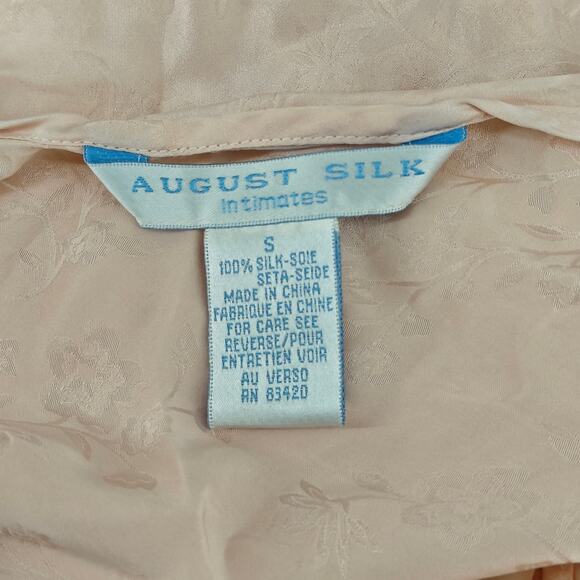 AUGUST SILK
Intimates
S
100% SILK-SOIE
SETA-SEIDE
MADE IN CHINA
FABRIQUE EN CHINE
FOR CARE SEE
REVERSE/POUR
ENTRETIEN VOIR
AU VERSO
RN 83420